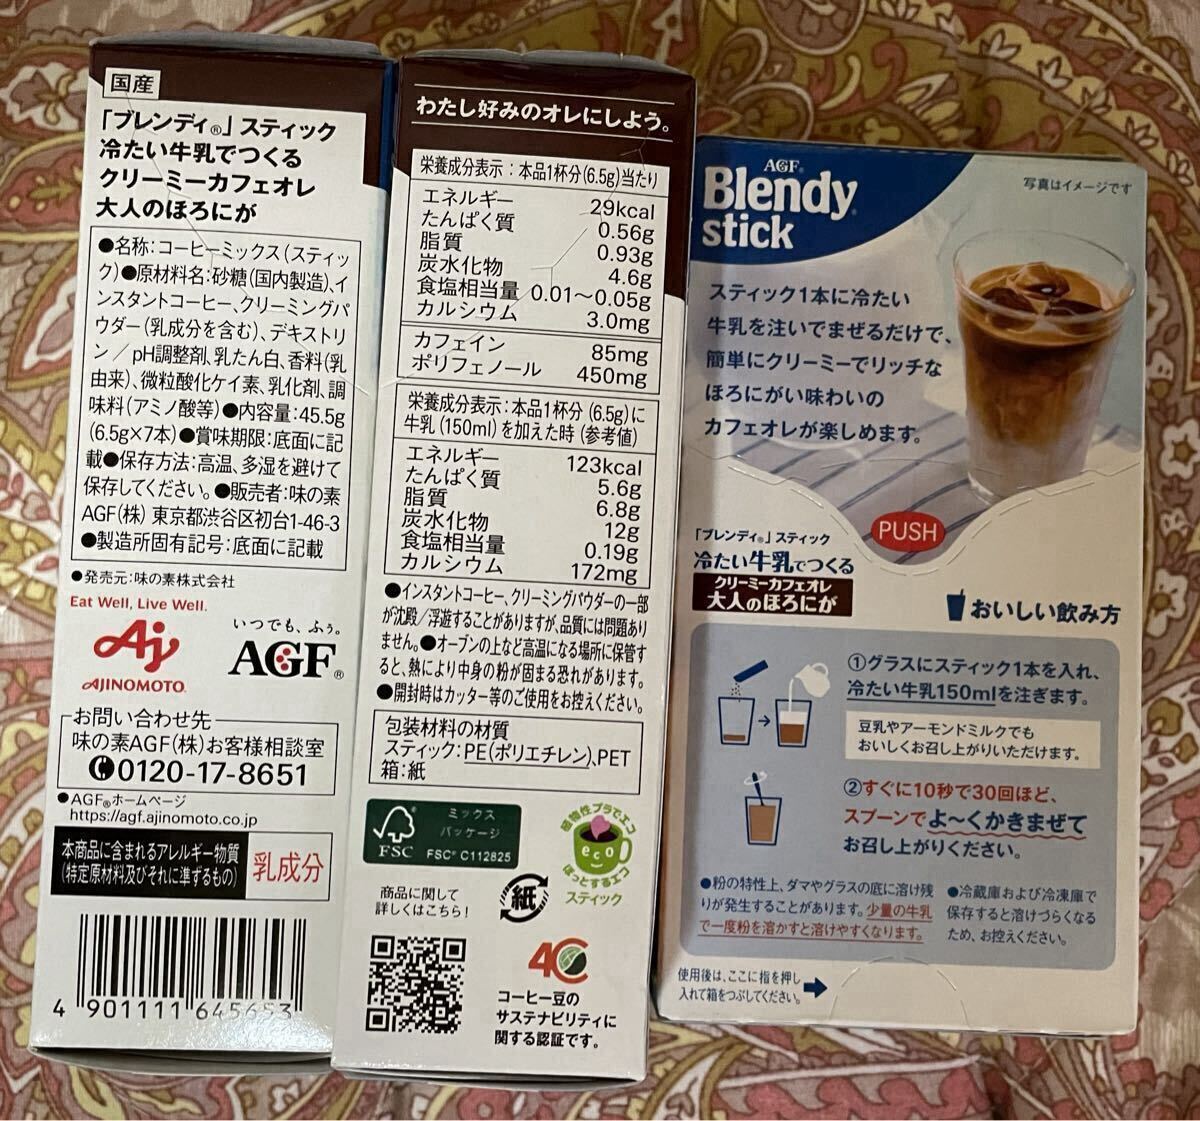 国産
「ブレンディ®」スティック
冷たい牛乳でつくる
クリーミーカフェオレ
大人のほろにが
●名称:コーヒーミックス(スティッ
ク)●原材料名:砂糖(国内製造)、イ
ンスタントコーヒー、クリーミングパ
ウダー(乳成分を含む)、デキストリ
ン/pH調整剤、乳たん白、香料(乳
由来)、微粒酸化ケイ素、乳化剤、調
味料(アミノ酸等)●内容量:45.5g
(6.5g×7本)●賞味期限:底面に記
載●保存方法:高温、多湿を避けて
保存してください。●販売者:味の素
AGF(株) 東京都渋谷区初台1-46-3
●製造所固有記号:底面に記載
●発売元:味の素株式会社
Eat Well, Live Well.
AJINOMOTO
いつでも、ふぅ。
AGF®
お問い合わせ先
味の素AGF(株)お客様相談室
0120-17-8651
●AGF®ホームページ
https://agf.ajinomoto.co.jp
本商品に含まれるアレルギー物質
(特定原材料及びそれに準ずるもの)
乳成分
4 901111 645653
わたし好みのオレにしよう。
栄養成分表示:本品1杯分(6.5g)当たり
エネルギー 29kcal
たんぱく質 0.56g
脂質 0.93g
炭水化物 4.6g
食塩相当量 0.01〜0.05g
カルシウム 3.0mg
カフェイン 85mg
ポリフェノール 450mg
栄養成分表示:本品1杯分(6.5g)に
牛乳(150ml)を加えた時(参考値)
エネルギー 123kcal
たんぱく質 5.6g
脂質 6.8g
炭水化物 12g
食塩相当量 0.19g
カルシウム 172mg
●インスタントコーヒー、クリーミングパウダーの一部
が沈殿/浮遊することがありますが、品質には問題あり
ません。●オーブンの上など高温になる場所に保管す
ると、熱により中身の粉が固まる恐れがあります。
●開封時はカッター等のご使用をお控えください。
包装材料の材質
スティック:PE(ポリエチレン)、PET
箱:紙
FSC
ミックス
パッケージ
FSC® C112825
植物性プラでエコ
eco
ほっとするエコ
スティック
商品に関して
詳しくはこちら!
紙
4C
コーヒー豆の
サステナビリティに
関する認証です。
AGF®
Blendy®
stick
写真はイメージです
スティック1本に冷たい
牛乳を注いでまぜるだけで、
簡単にクリーミーでリッチな
ほろにがい味わいの
カフェオレが楽しめます。
PUSH
「ブレンディ®」スティック
冷たい牛乳でつくる
クリーミーカフェオレ
大人のほろにが
おいしい飲み方
①グラスにスティック1本を入れ、
冷たい牛乳150mlを注ぎます。
豆乳やアーモンドミルクでも
おいしくお召し上がりいただけます。
②すぐに10秒で30回ほど、
スプーンでよ〜くかきまぜて
お召し上がりください。
●粉の特性上、ダマやグラスの底に溶け残
りが発生することがあります。少量の牛乳
で一度粉を溶かすと溶けやすくなります。
●冷蔵庫および冷凍庫で
保存すると溶けづらくなる
ため、お控えください。
使用後は、ここに指を押し
入れて箱をつぶしてください。